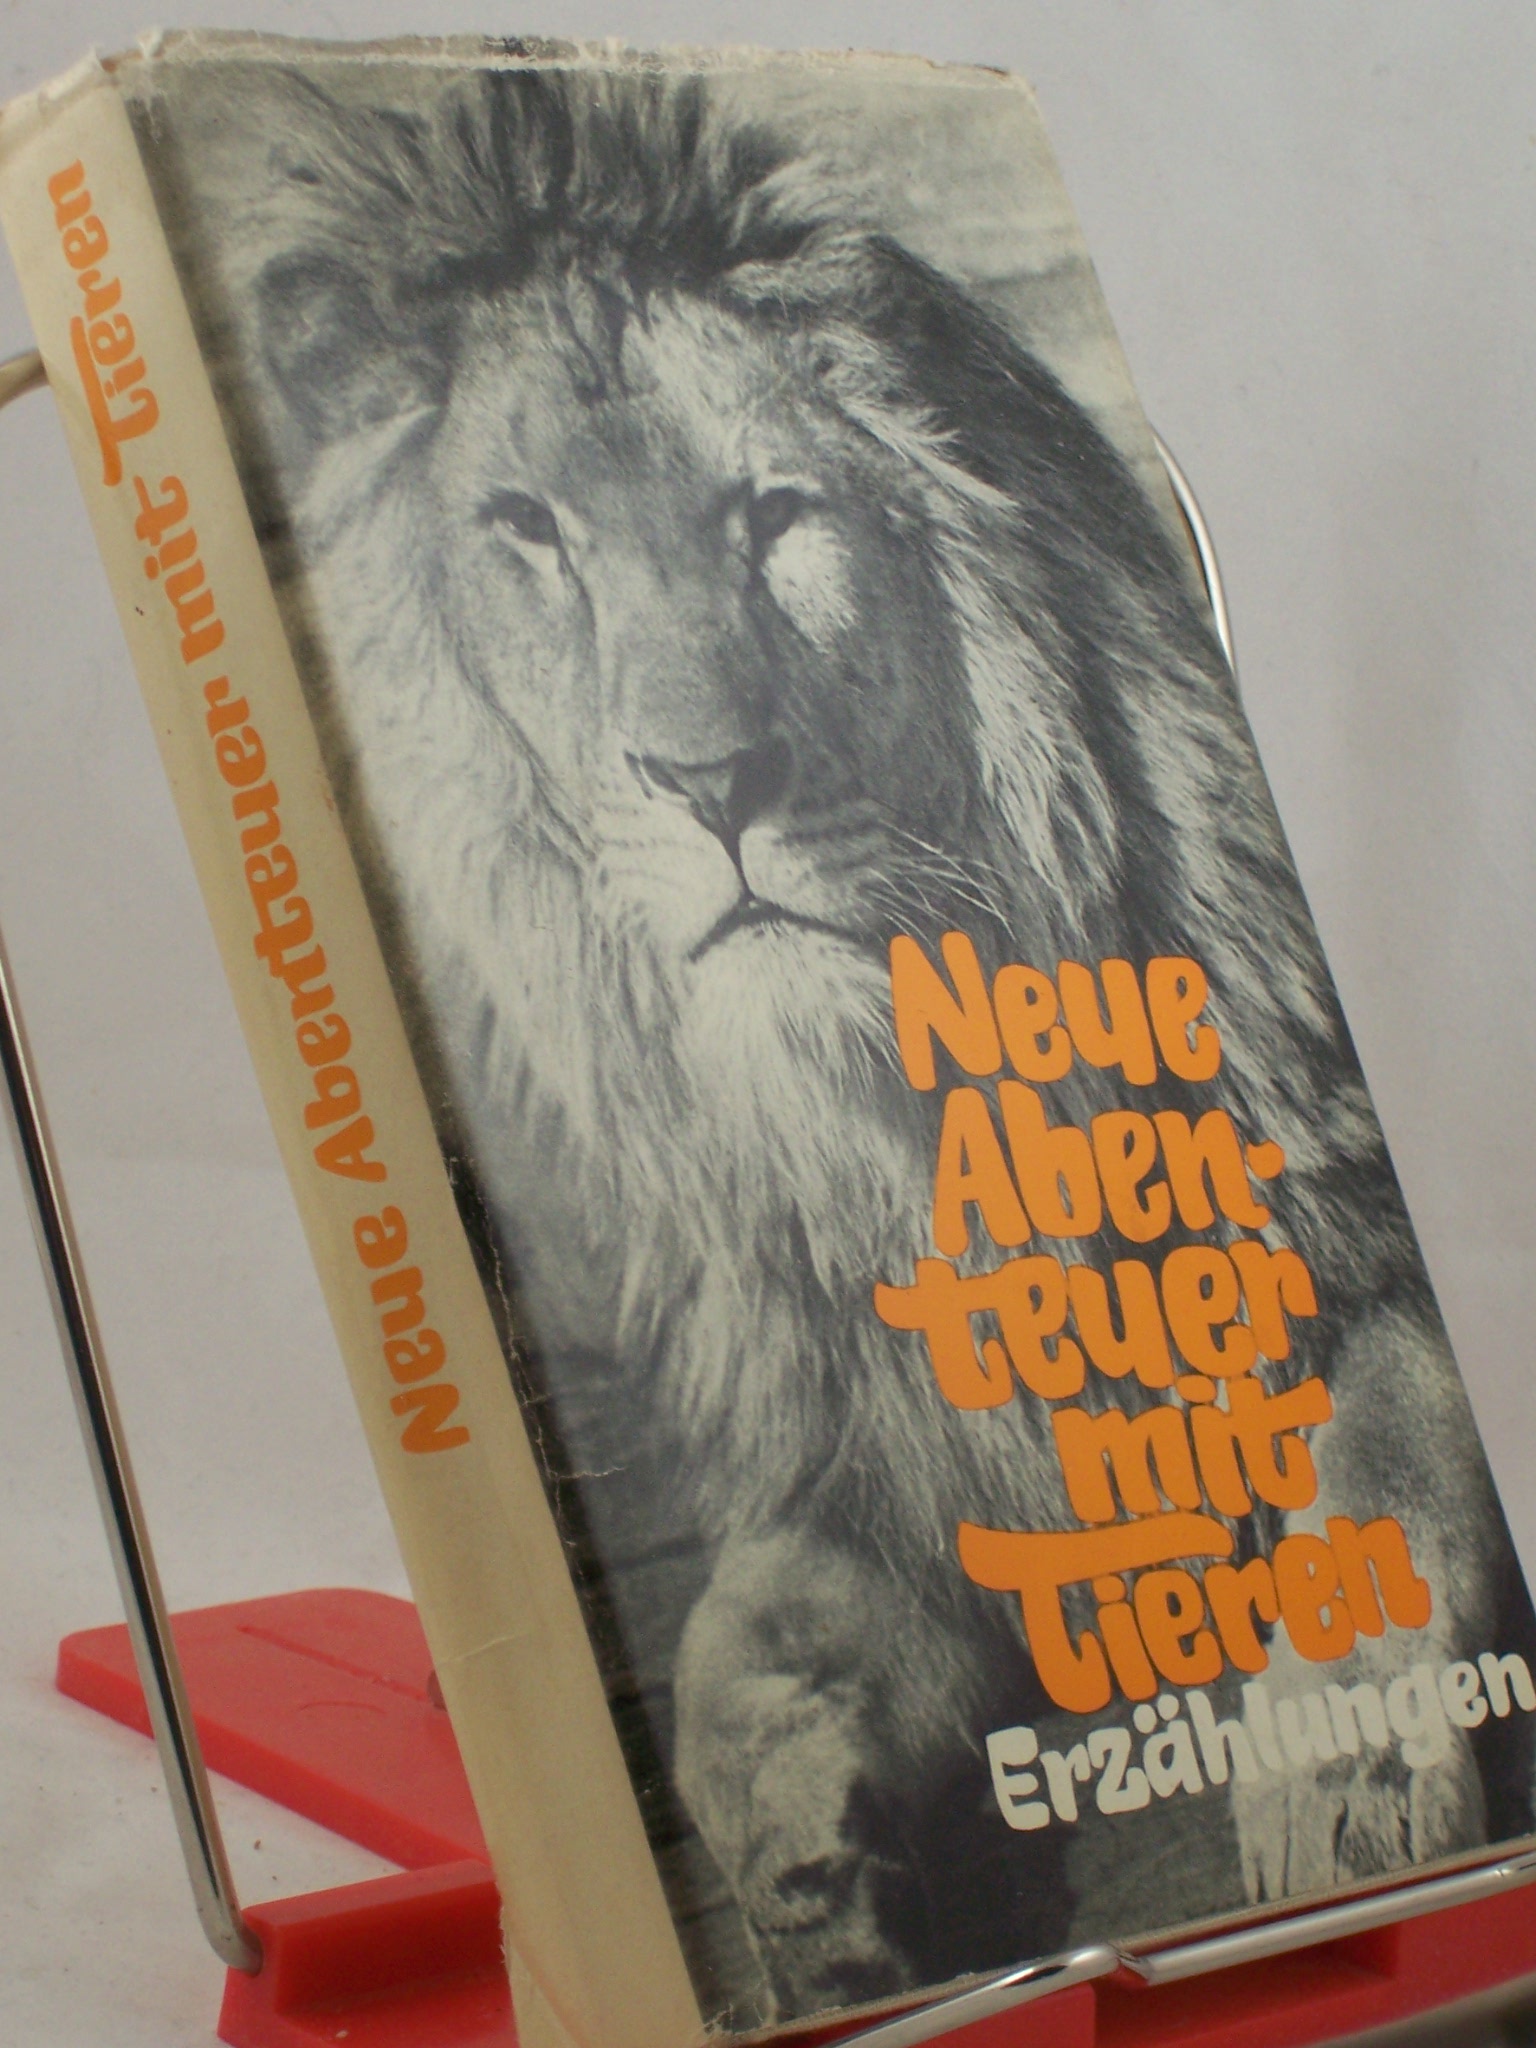 Neue Abenteuer mit Tieren
Neue
Aben-
teuer
mit
Tieren
Erzählungen